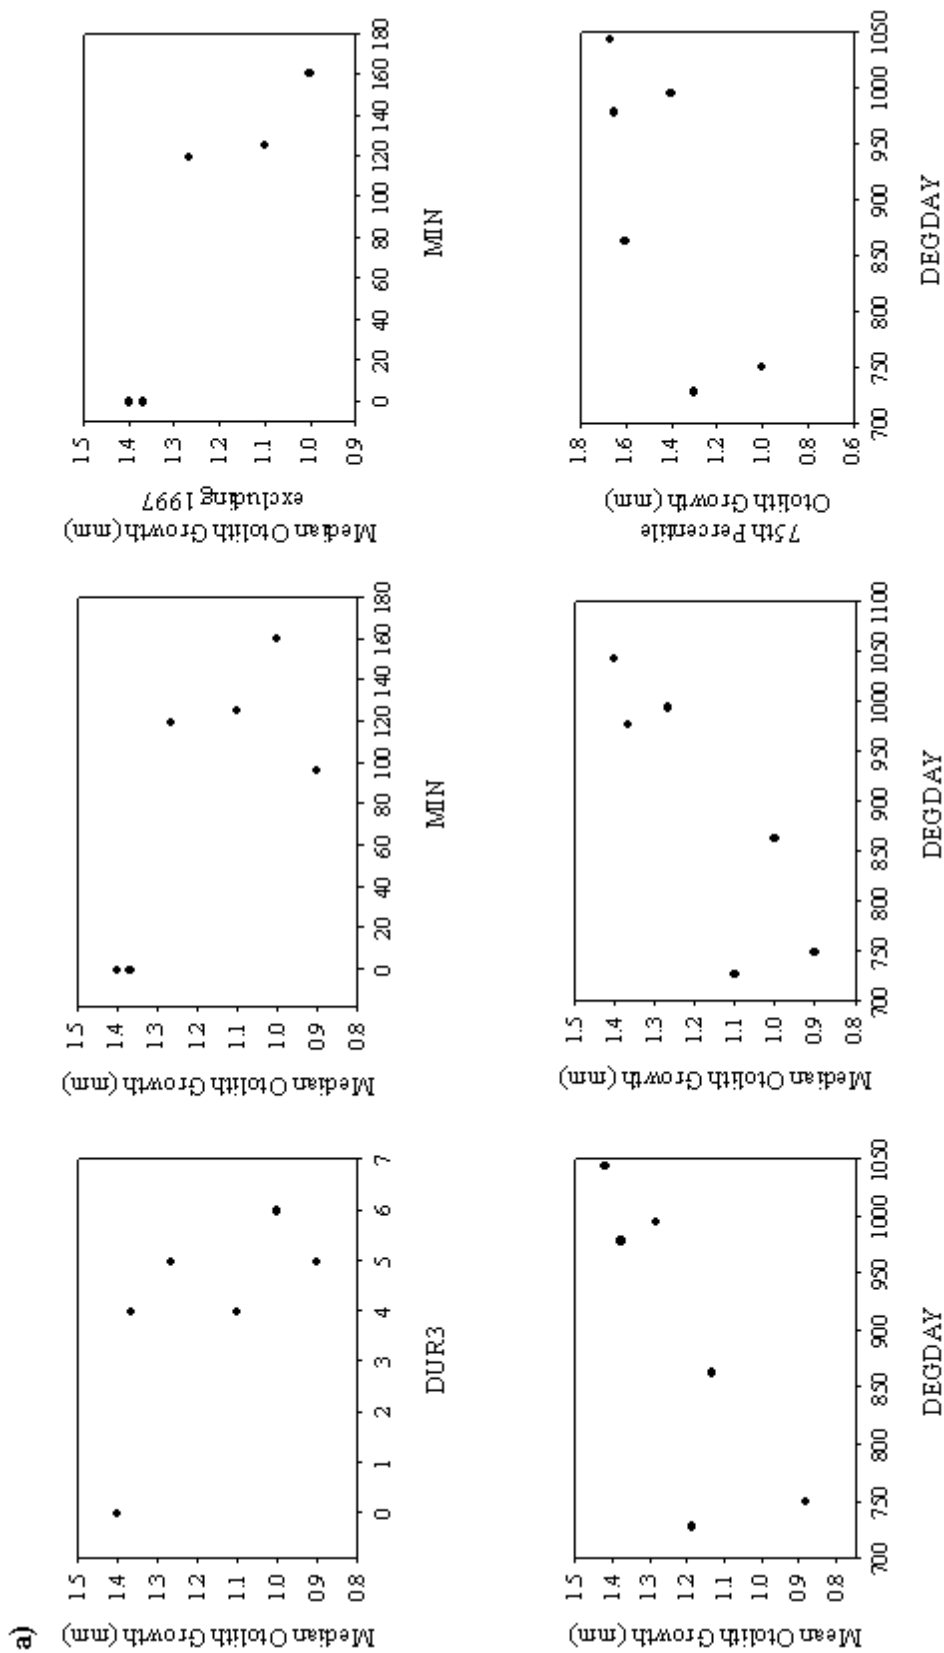 a)
Median Otolith Growth (mm)
1.5
1.4
1.3
1.2
1.1
1.0
0.9
0.8
0 1 2 3 4 5 6 7
DUR3
Median Otolith Growth (mm)
1.5
1.4
1.3
1.2
1.1
1.0
0.9
0.8
0 20 40 60 80 100 120 140 160 180
MIN
Median Otolith Growth (mm)
excluding 1997
1.5
1.4
1.3
1.2
1.1
1.0
0.9
0 20 40 60 80 100 120 140 160 180
MIN
Mean Otolith Growth (mm)
1.5
1.4
1.3
1.2
1.1
1.0
0.9
0.8
700 750 800 850 900 950 1000 1050
DEGDAY
Median Otolith Growth (mm)
1.5
1.4
1.3
1.2
1.1
1.0
0.9
0.8
700 750 800 850 900 950 1000 1050 1100
DEGDAY
75th Percentile
Otolith Growth (mm)
1.8
1.6
1.4
1.2
1.0
0.8
0.6
700 750 800 850 900 950 1000 1050
DEGDAY